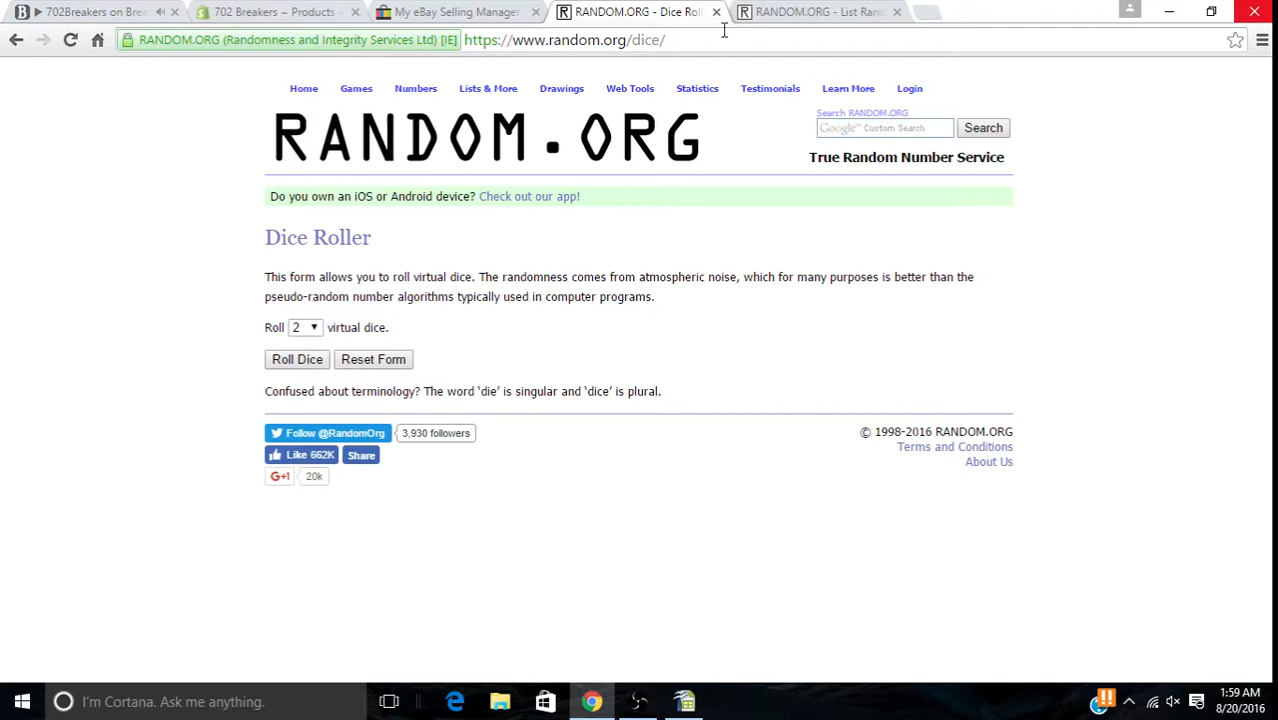 702Breakers on Brea
702 Breakers ~ Products
My eBay Selling Manager
RANDOM.ORG - Dice Roll
RANDOM.ORG - List Rand
RANDOM.ORG (Randomness and Integrity Services Ltd) [IE] https://www.random.org/dice/
Home Games Numbers Lists & More Drawings Web Tools Statistics Testimonials Learn More Login
RANDOM.ORG
Search RANDOM.ORG
Google™ Custom Search Search
True Random Number Service
Do you own an iOS or Android device? Check out our app!
Dice Roller
This form allows you to roll virtual dice. The randomness comes from atmospheric noise, which for many purposes is better than the
pseudo-random number algorithms typically used in computer programs.
Roll 2 virtual dice.
Roll Dice Reset Form
Confused about terminology? The word ‘die’ is singular and ‘dice’ is plural.
Follow @RandomOrg 3,930 followers
Like 662K Share
G+1 20k
© 1998-2016 RANDOM.ORG
Terms and Conditions
About Us
I'm Cortana. Ask me anything.
1:59 AM
8/20/2016